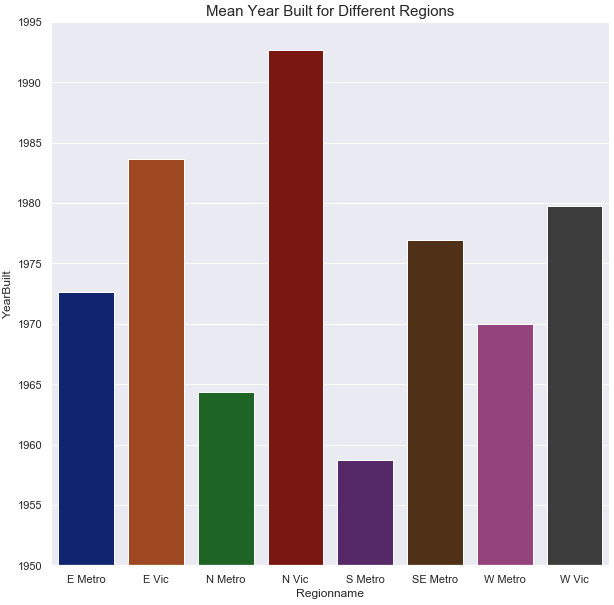 Mean Year Built for Different Regions
1995
1990
1985
1980
1975
1970
1965
1960
1955
1950
YearBuilt
E Metro E Vic N Metro N Vic S Metro SE Metro W Metro W Vic
Regionname